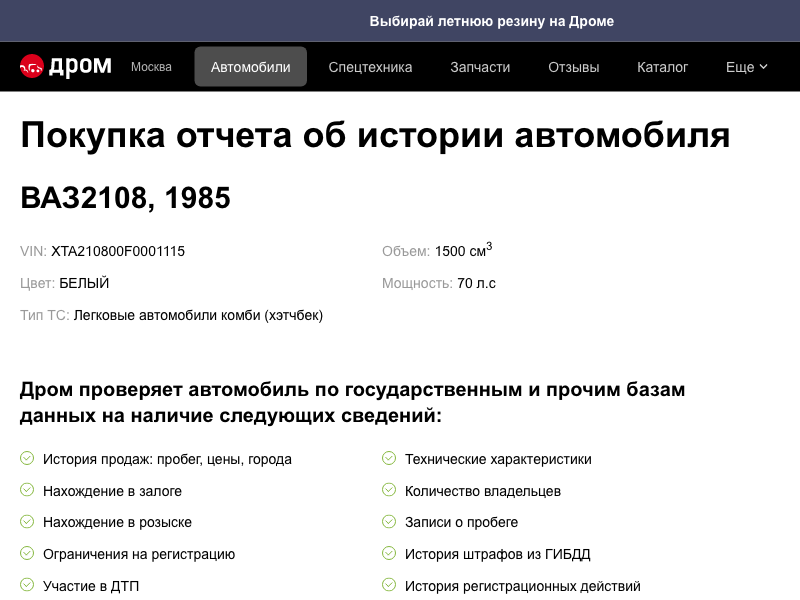 Выбирай летнюю резину на Дроме
дром Москва Автомобили Спецтехника Запчасти Отзывы Каталог Еще
Покупка отчета об истории автомобиля
ВАЗ2108, 1985
VIN: XTA210800F0001115 Объем: 1500 см³
Цвет: БЕЛЫЙ Мощность: 70 л.с
Тип ТС: Легковые автомобили комби (хэтчбек)
Дром проверяет автомобиль по государственным и прочим базам
данных на наличие следующих сведений:
История продаж: пробег, цены, города Технические характеристики
Нахождение в залоге Количество владельцев
Нахождение в розыске Записи о пробеге
Ограничения на регистрацию История штрафов из ГИБДД
Участие в ДТП История регистрационных действий